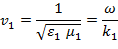 v₁ = 1/√(ε₁ μ₁) = ω/k₁